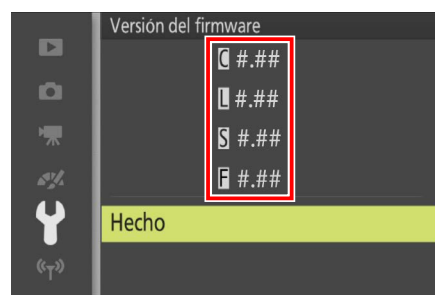 Versión del firmware
C #.##
L #.##
S #.##
F #.##
Hecho